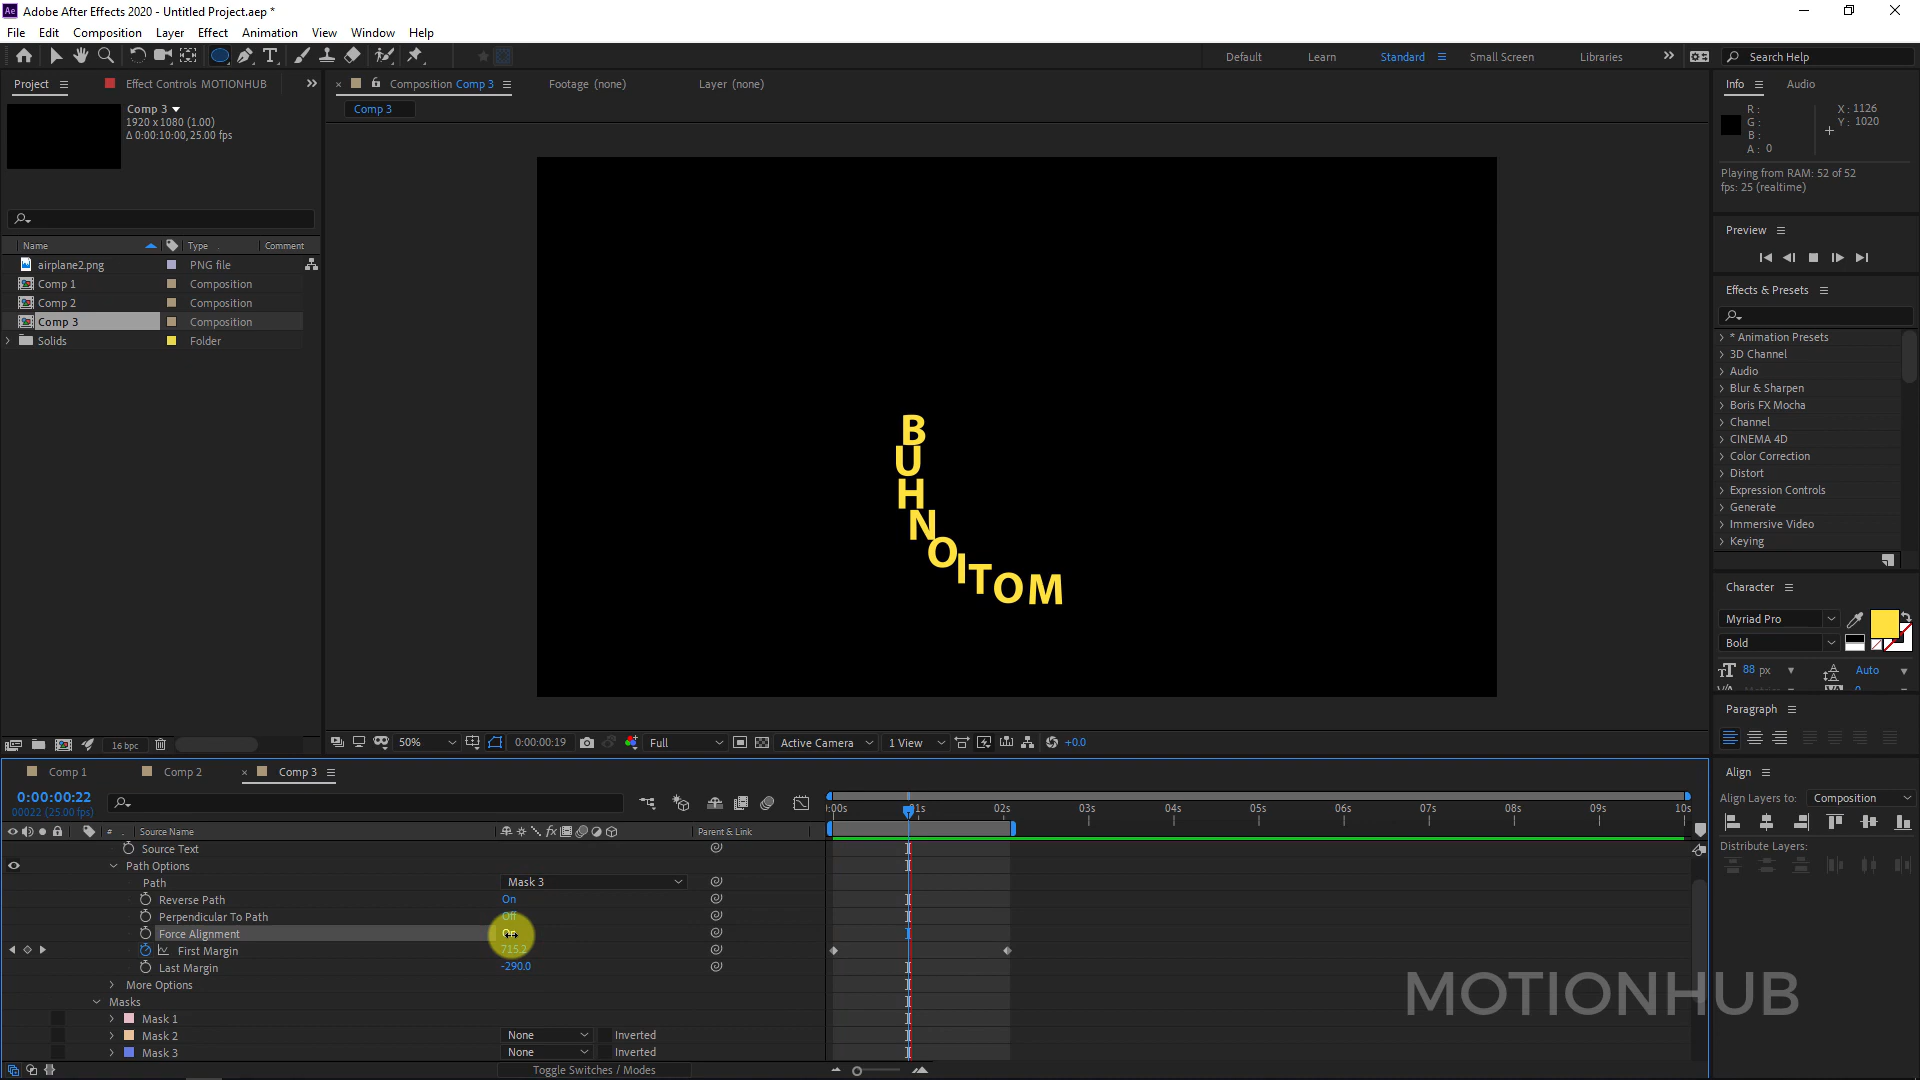 Adobe After Effects 2020 - Untitled Project.aep *
File Edit Composition Layer Effect Animation View Window Help
Default Learn Standard Small Screen Libraries Search Help
Project Effect Controls MOTIONHUB
Composition Comp 3 Footage (none) Layer (none)
Info Audio
Comp 3
1920 x 1080 (1.00)
Δ 0:00:10:00, 25.00 fps
Comp 3
R :
G :
B :
A : 0
X : 1126
Y : 1020
Playing from RAM: 52 of 52
fps: 25 (realtime)
Preview
Name Type Comment
airplane2.png PNG file
Comp 1 Composition
Comp 2 Composition
Comp 3 Composition
Solids Folder
Effects & Presets
* Animation Presets
3D Channel
Audio
Blur & Sharpen
Boris FX Mocha
Channel
CINEMA 4D
Color Correction
Distort
Expression Controls
Generate
Immersive Video
Keying
B
U
H
N
O
I
T
O
M
Character
Myriad Pro
Bold
88 px Auto
Paragraph
16 bpc
50% 0:00:00:19 Full Active Camera 1 View +0.0
Comp 1 Comp 2 Comp 3
Align
Align Layers to: Composition
Distribute Layers:
0:00:00:22
00022 (25.00 fps)
:00s 01s 02s 03s 04s 05s 06s 07s 08s 09s 10s
# Source Name Parent & Link
Source Text
Path Options
Path Mask 3
Reverse Path On
Perpendicular To Path Off
Force Alignment On
First Margin 715.2
Last Margin -290.0
More Options
Masks
Mask 1
Mask 2 None Inverted
Mask 3 None Inverted
Toggle Switches / Modes
MOTIONHUB